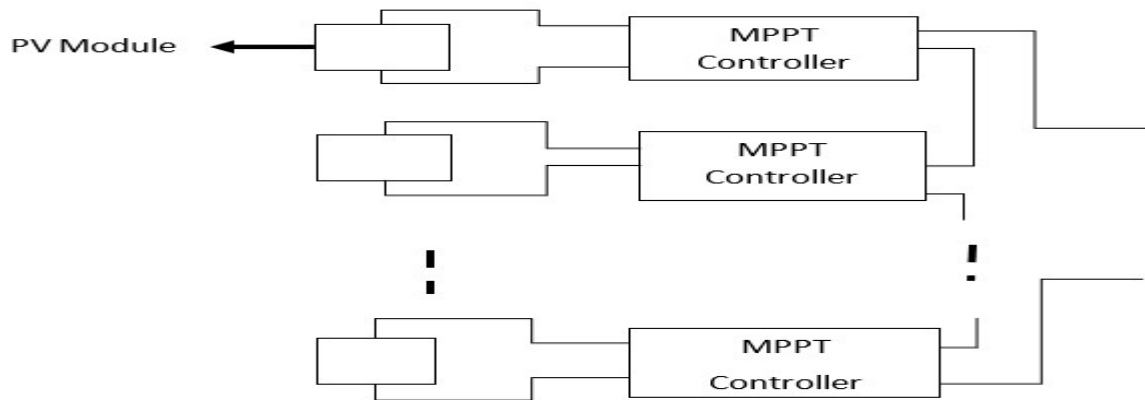 PV Module
MPPT
Controller
MPPT
Controller
MPPT
Controller